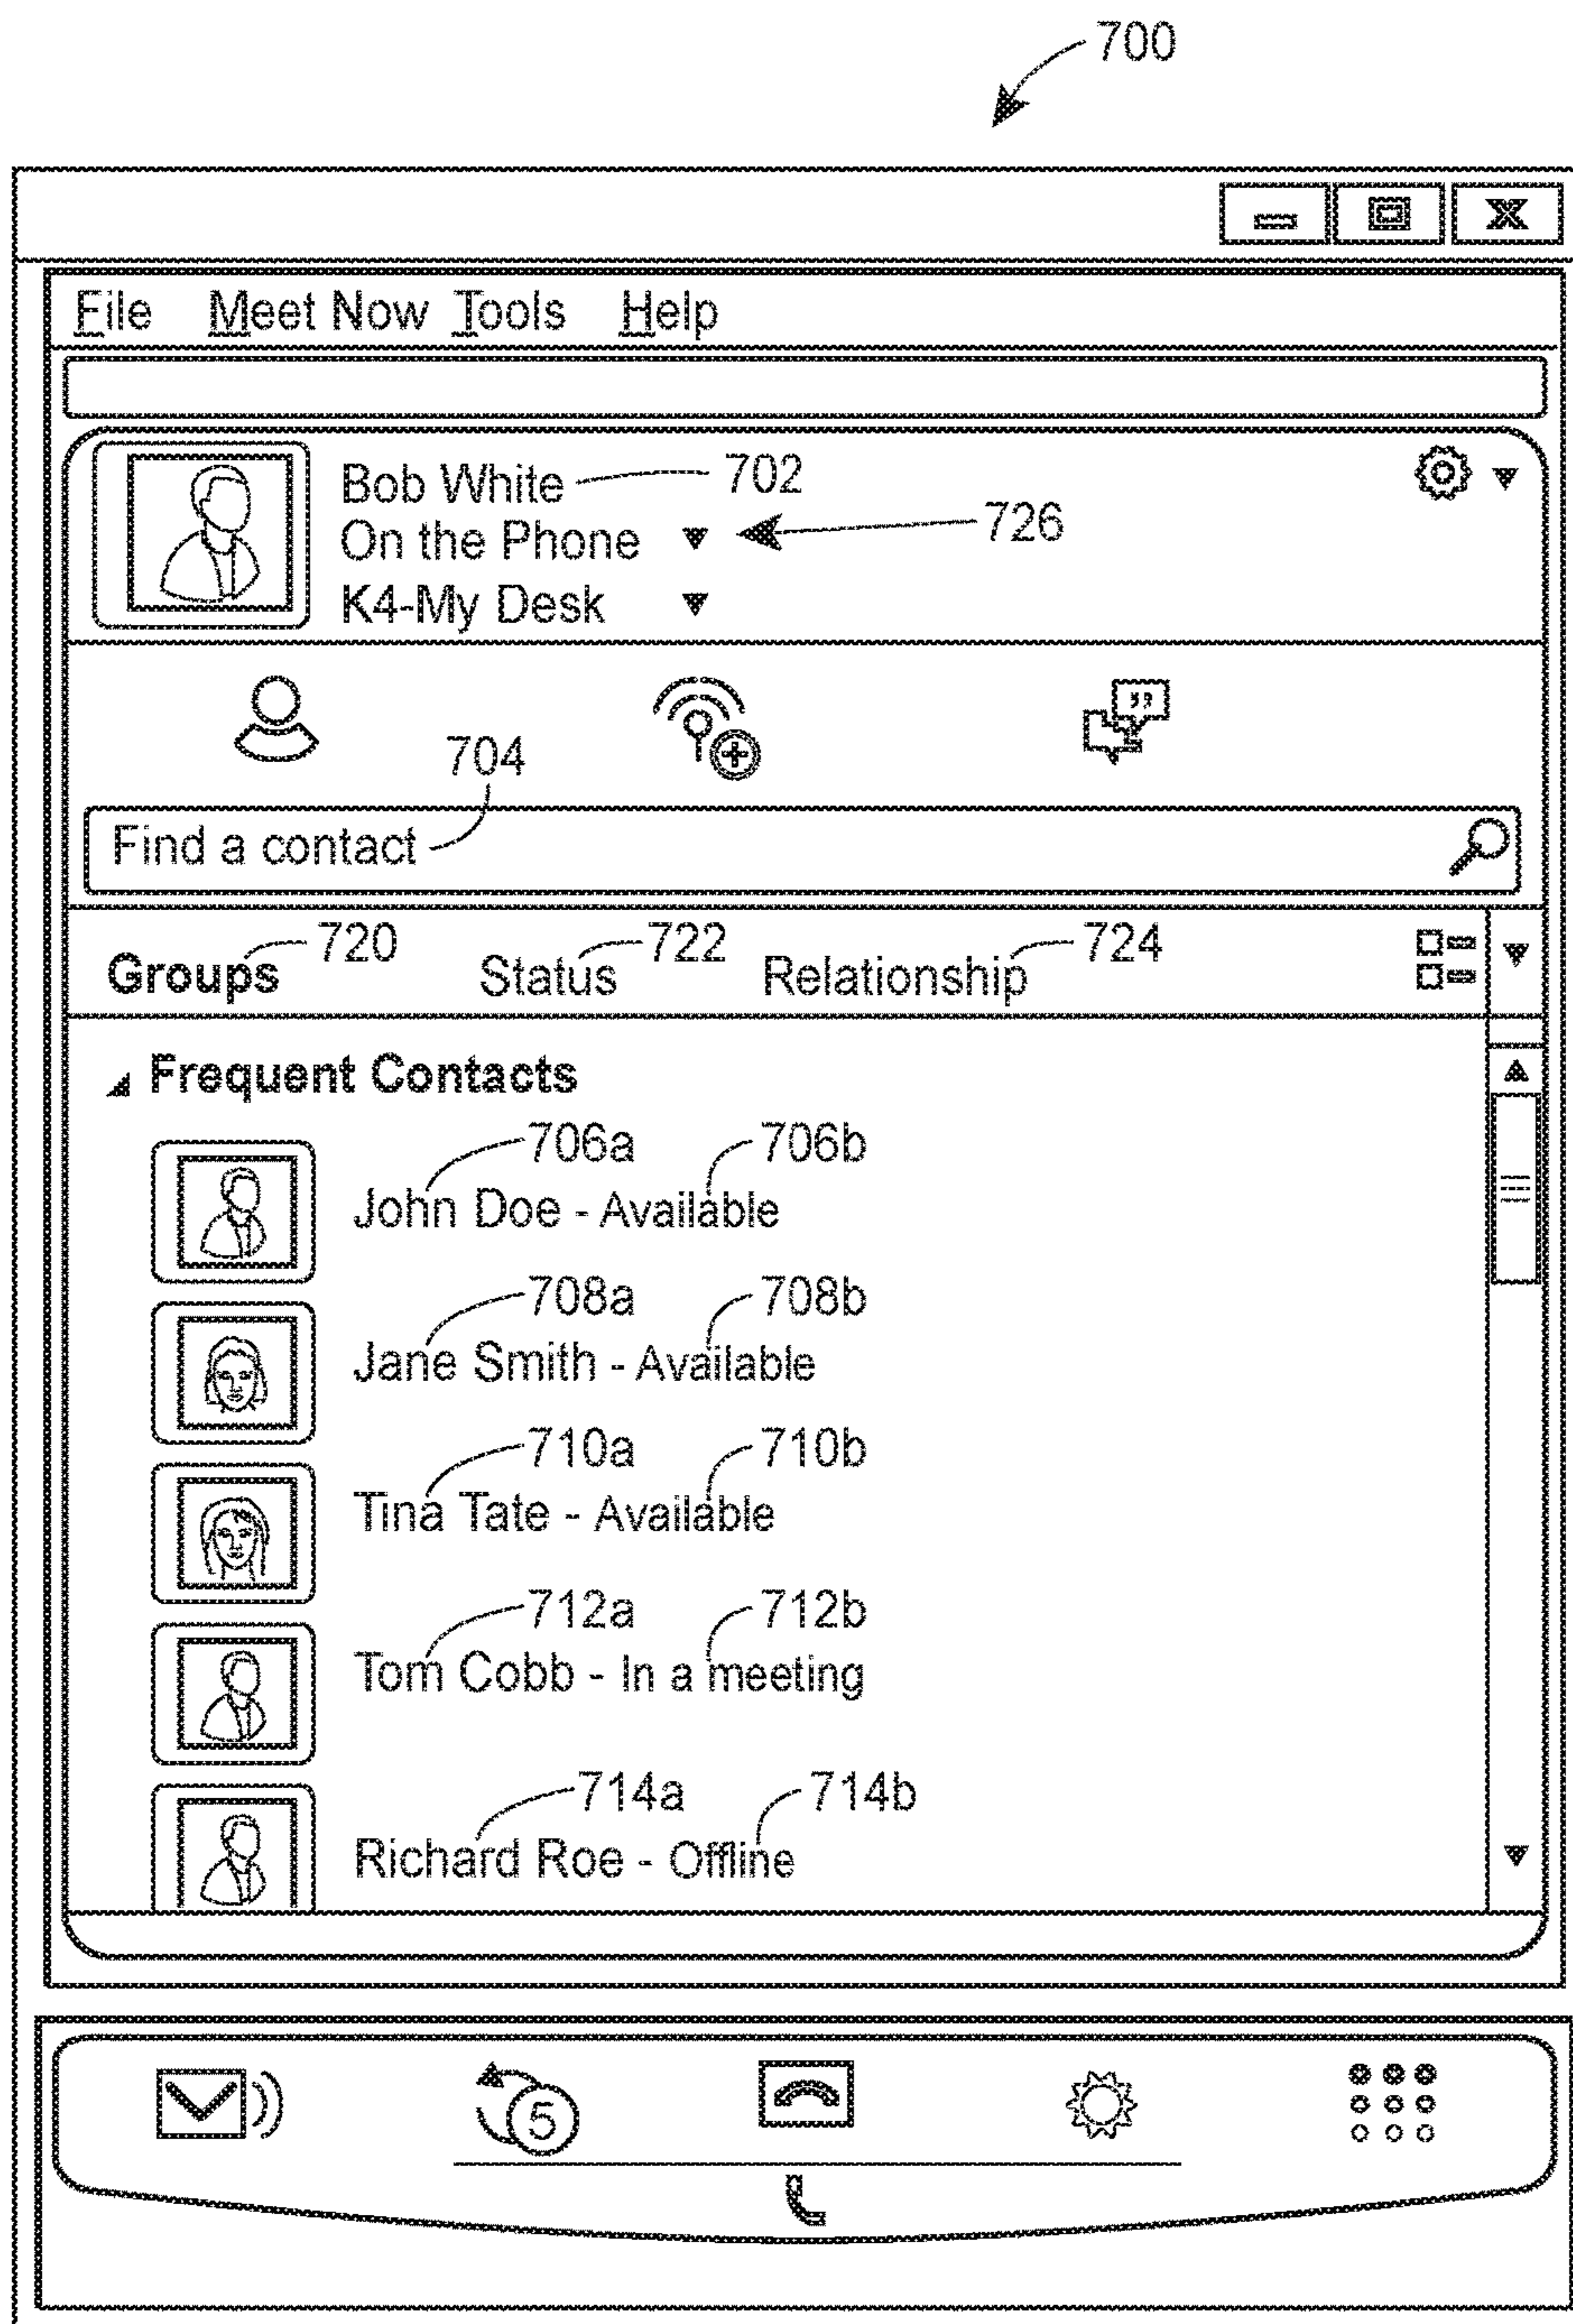 700
File Meet Now Tools Help
Bob White 702
On the Phone 726
K4-My Desk
704
Find a contact
Groups 720 Status 722 Relationship 724
Frequent Contacts
706a 706b
John Doe - Available
708a 708b
Jane Smith - Available
710a 710b
Tina Tate - Available
712a 712b
Tom Cobb - In a meeting
714a 714b
Richard Roe - Offline
5